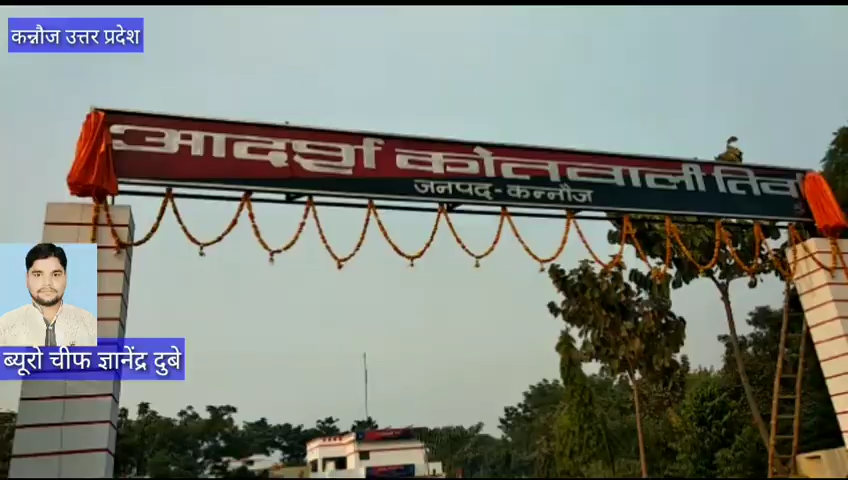 कन्नौज उत्तर प्रदेश
आदर्श कोतवाली
जनपद-कन्नौज
ब्यूरो चीफ ज्ञानेंद्र दुबे